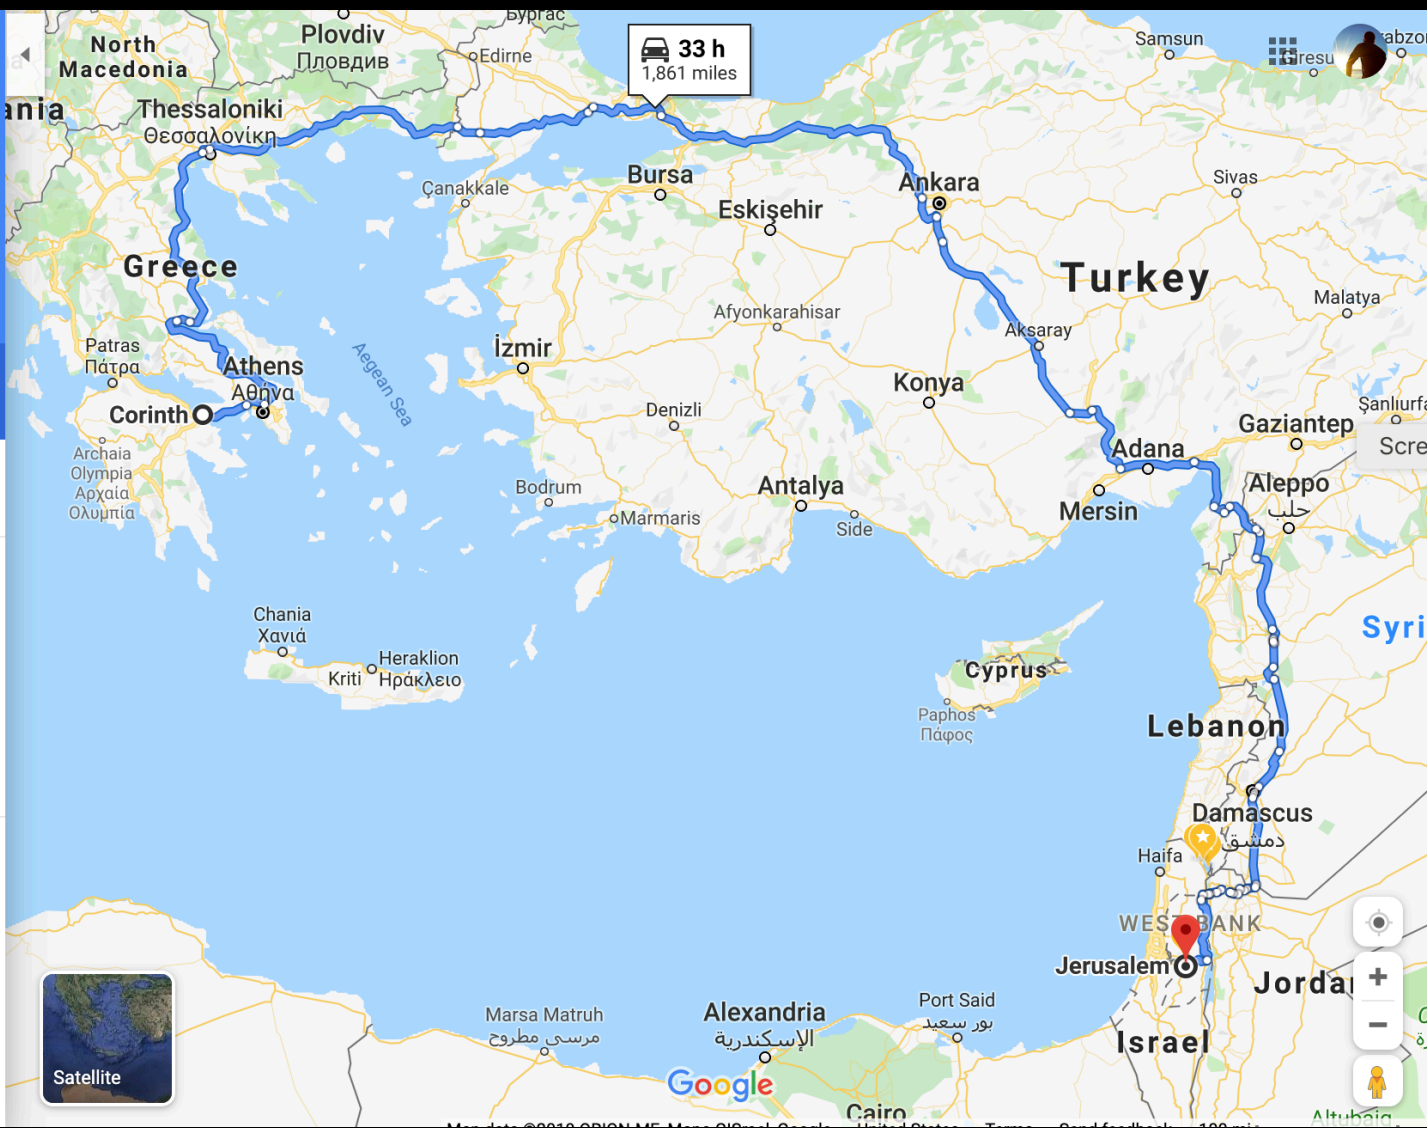 Бургас
North
Macedonia
Plovdiv
Пловдив
Edirne
33 h
1,861 miles
Samsun
Thessaloniki
Θεσσαλονίκη
Bursa
Çanakkale
Eskişehir
Ankara
Sivas
Greece
Turkey
Malatya
Afyonkarahisar
Aksaray
Patras
Πάτρα
İzmir
Athens
Αθήνα
Aegean Sea
Konya
Corinth
Denizli
Gaziantep
Archaia
Olympia
Αρχαία
Ολυμπία
Adana
Scre
Bodrum
Antalya
Aleppo
حلب
Marmaris
Side
Mersin
Chania
Χανιά
Syri
Heraklion
Ηράκλειο
Kriti
Cyprus
Paphos
Πάφος
Lebanon
Damascus
دمشق
Haifa
WEST BANK
Jerusalem
Jordan
Marsa Matruh
مرسى مطروح
Alexandria
الإسكندرية
Port Said
بور سعيد
Israel
Satellite
Google
Cairo